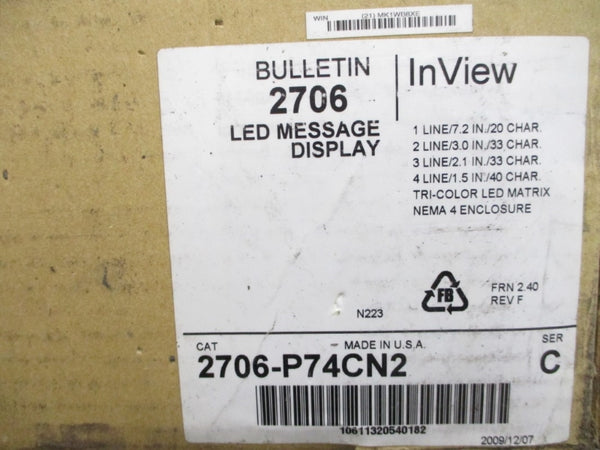 WIN (21) MK1WB8XE
BULLETIN
2706
LED MESSAGE
DISPLAY
InView
1 LINE/7.2 IN./20 CHAR.
2 LINE/3.0 IN./33 CHAR.
3 LINE/2.1 IN./33 CHAR.
4 LINE/1.5 IN./40 CHAR.
TRI-COLOR LED MATRIX
NEMA 4 ENCLOSURE
FB
FRN 2.40
REV F
N223
CAT
MADE IN U.S.A.
SER
2706-P74CN2
C
10611320540182
2009/12/07